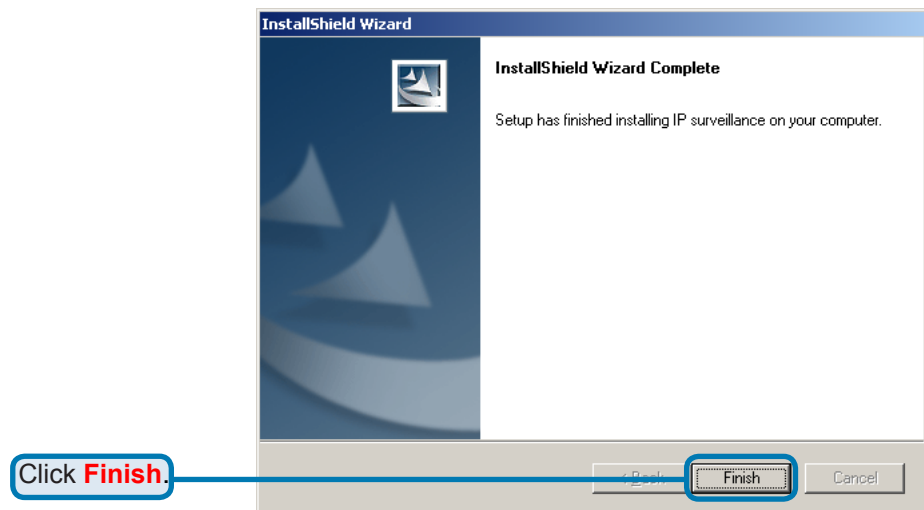 InstallShield Wizard
InstallShield Wizard Complete
Setup has finished installing IP surveillance on your computer.
Click Finish.
< Back
Finish
Cancel